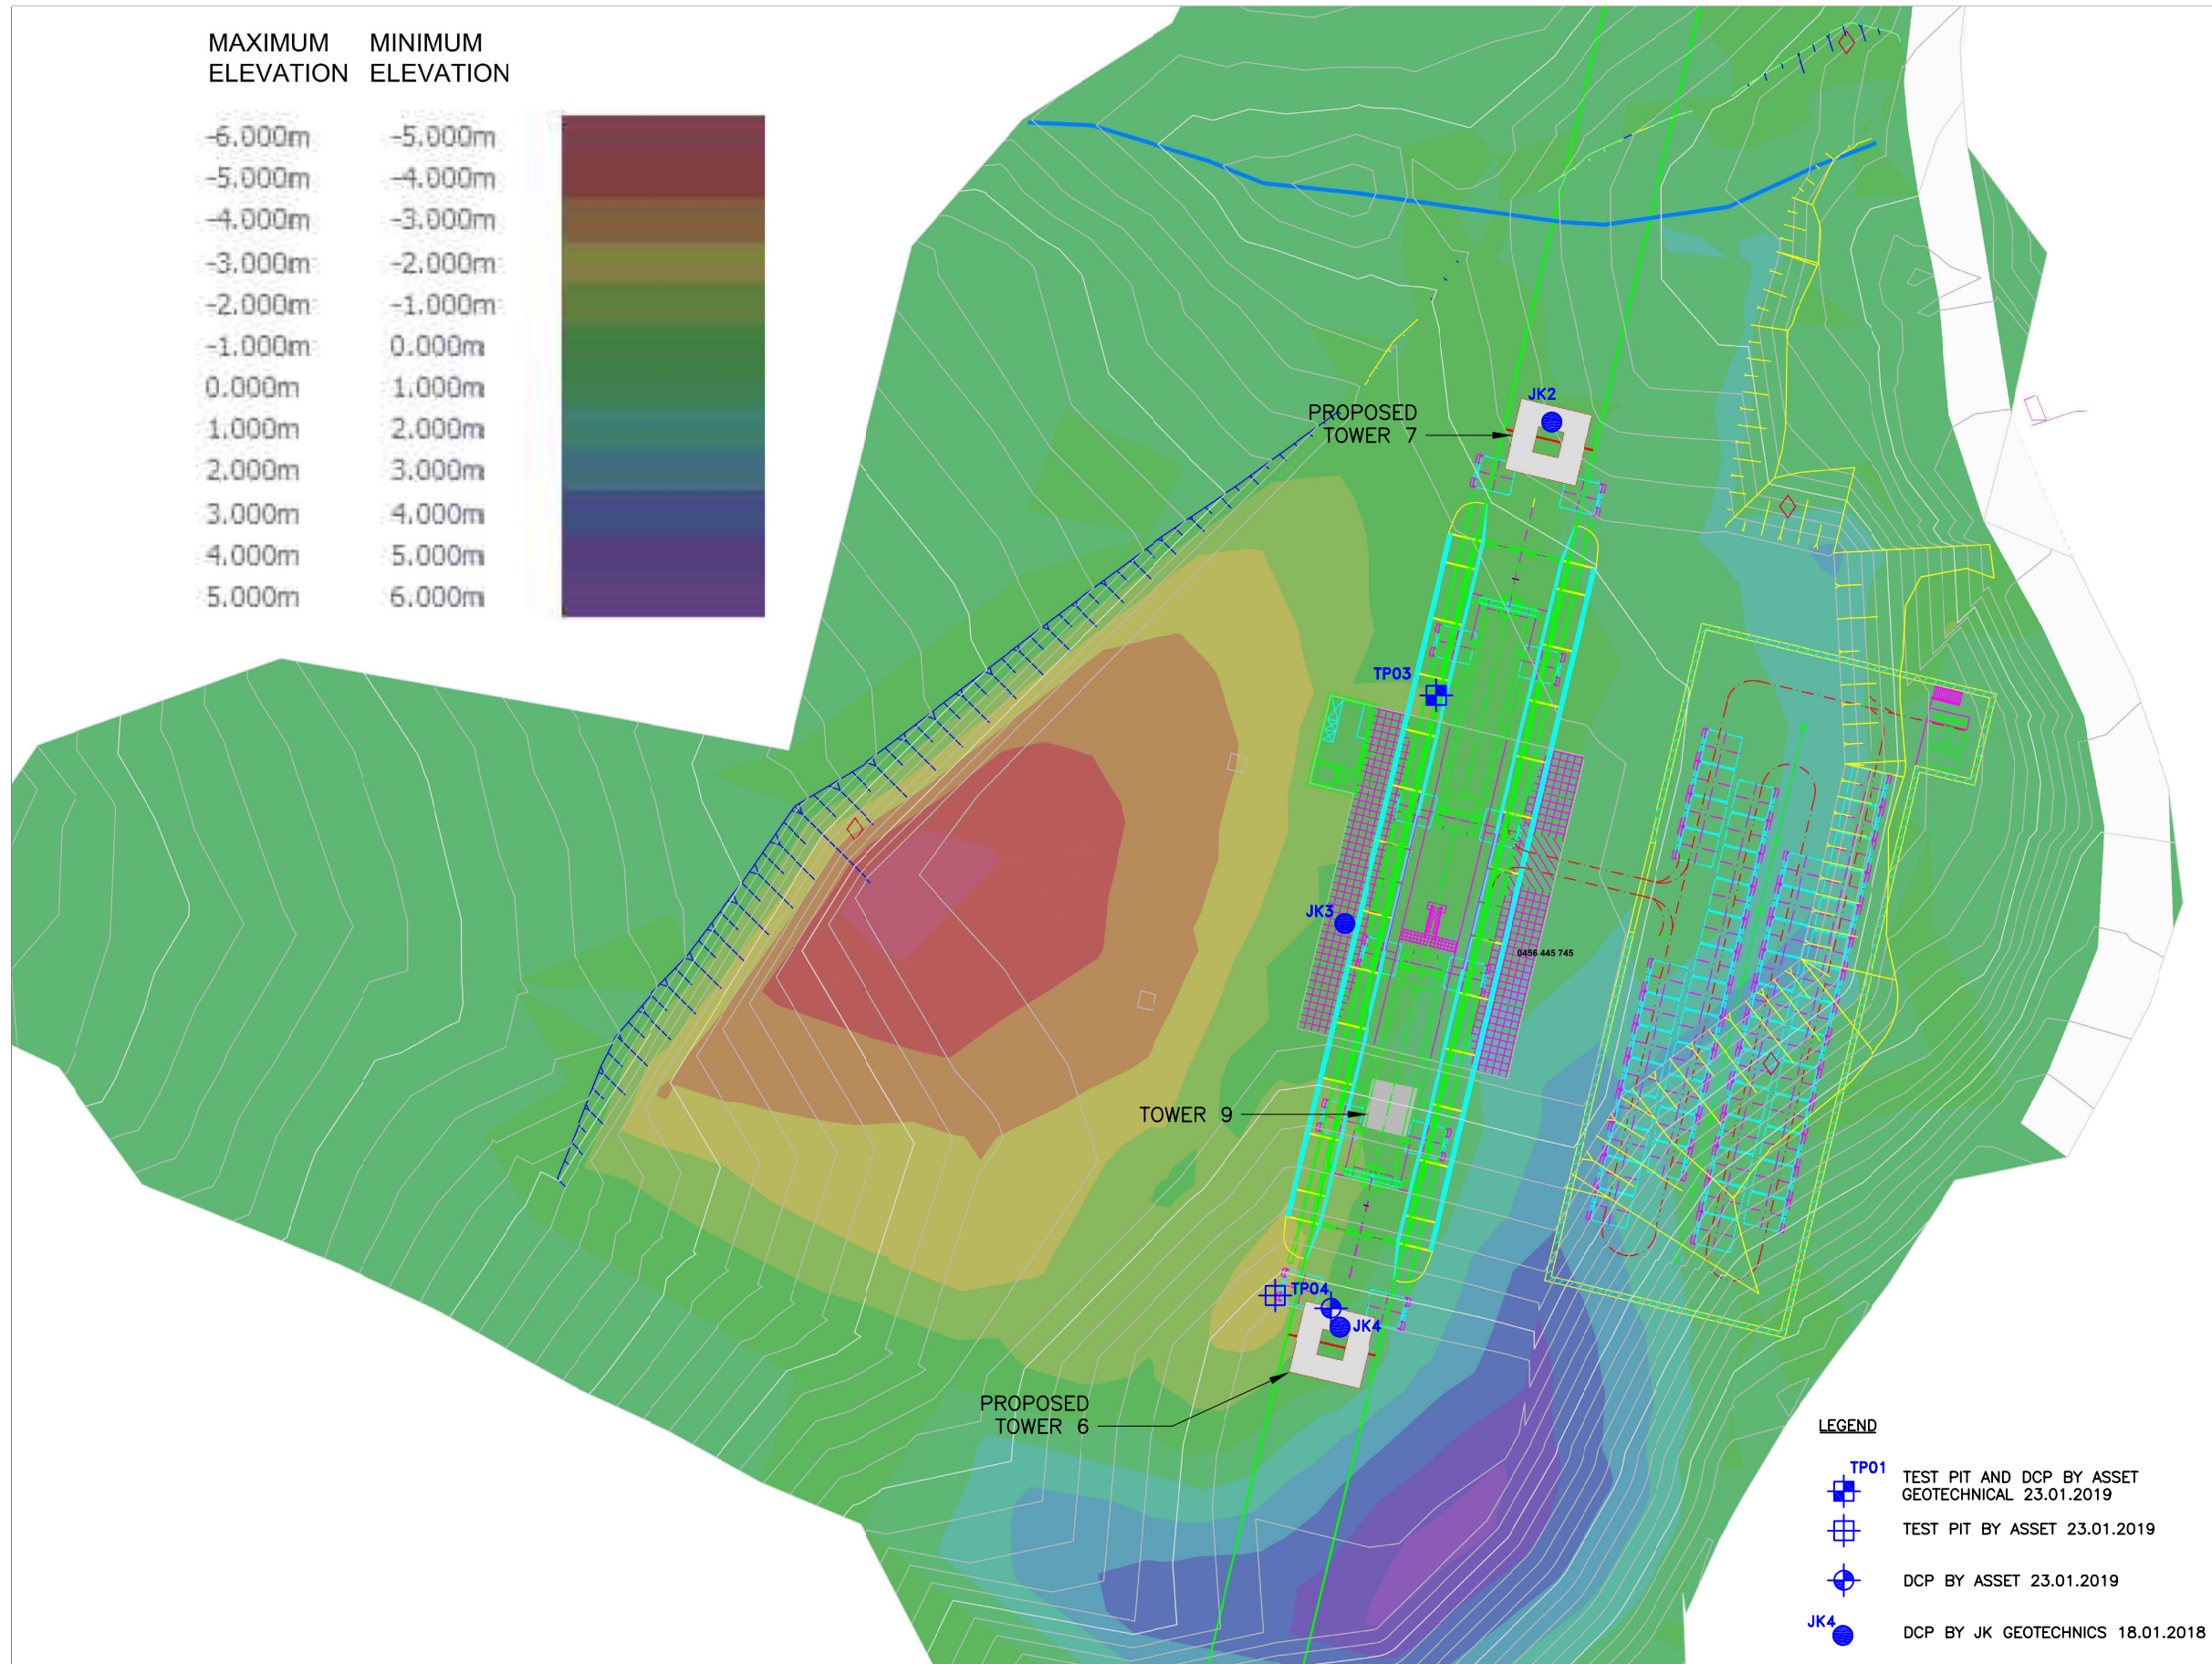 MAXIMUM MINIMUM
ELEVATION ELEVATION
-6.000m -5.000m
-5.000m -4.000m
-4.000m -3.000m
-3.000m -2.000m
-2.000m -1.000m
-1.000m 0.000m
0.000m 1.000m
1.000m 2.000m
2.000m 3.000m
3.000m 4.000m
4.000m 5.000m
5.000m 6.000m
JK2
PROPOSED
TOWER 7
TP03
JK3
0456 445 745
TOWER 9
TP04
JK4
PROPOSED
TOWER 6
LEGEND
TP01
TEST PIT AND DCP BY ASSET
GEOTECHNICAL 23.01.2019
TEST PIT BY ASSET 23.01.2019
DCP BY ASSET 23.01.2019
JK4
DCP BY JK GEOTECHNICS 18.01.2018